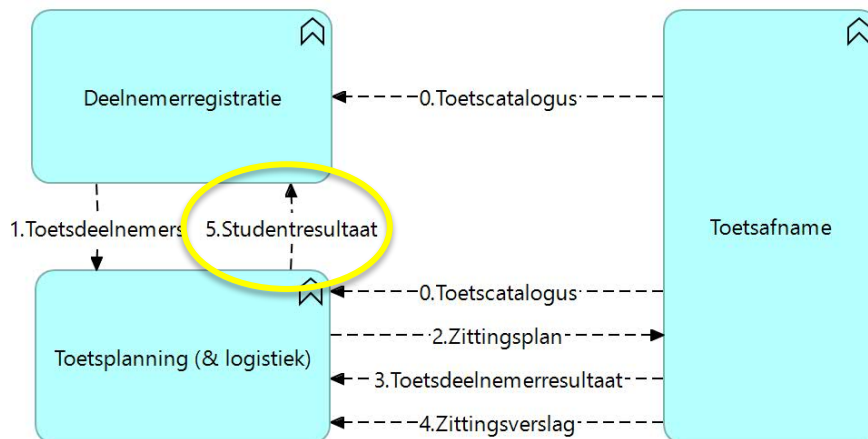 Deelnemerregistratie
0.Toetscatalogus
1.Toetsdeelnemers
5.Studentresultaat
Toetsafname
0.Toetscatalogus
2.Zittingsplan
Toetsplanning (& logistiek)
3.Toetsdeelnemerresultaat
4.Zittingsverslag